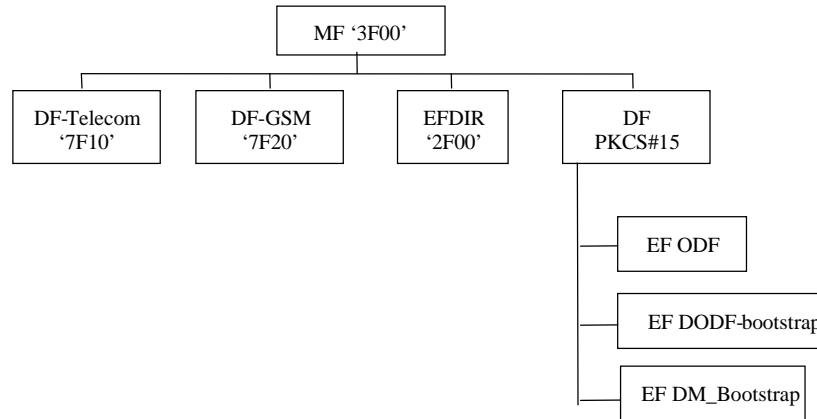 MF ‘3F00’
DF-Telecom
‘7F10’
DF-GSM
‘7F20’
EFDIR
‘2F00’
DF
PKCS#15
EF ODF
EF DODF-bootstrap
EF DM_Bootstrap